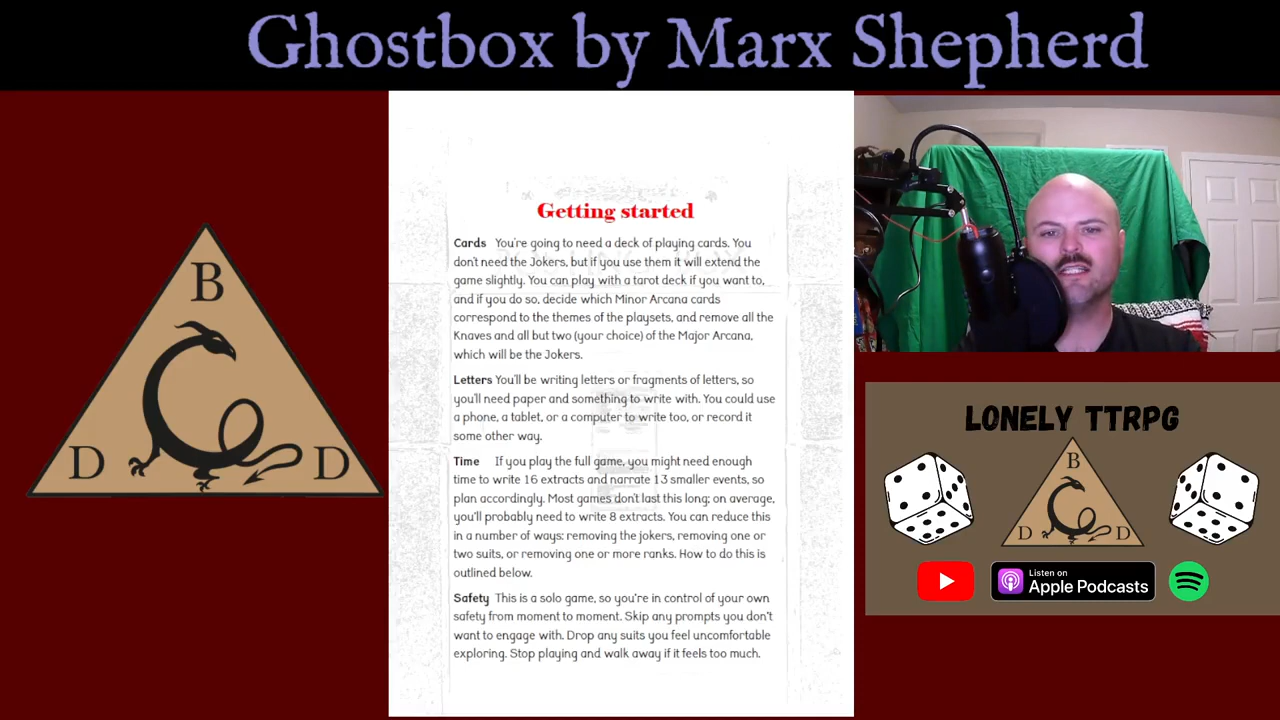 Ghostbox by Marx Shepherd
B
D
D
Getting started
Cards You're going to need a deck of playing cards. You
don't need the Jokers, but if you use them it will extend the
game slightly. You can play with a tarot deck if you want to,
and if you do so, decide which Minor Arcana cards
correspond to the themes of the playsets, and remove all the
Knaves and all but two (your choice) of the Major Arcana,
which will be the Jokers.
Letters You'll be writing letters or fragments of letters, so
you'll need paper and something to write with. You could use
a phone, a tablet, or a computer to write too, or record it
some other way.
Time If you play the full game, you might need enough
time to write 16 extracts and narrate 13 smaller events, so
plan accordingly. Most games don't last this long; on average,
you'll probably need to write 8 extracts. You can reduce this
in a number of ways: removing the jokers, removing one or
two suits, or removing one or more ranks. How to do this is
outlined below.
Safety This is a solo game, so you're in control of your own
safety from moment to moment. Skip any prompts you don't
want to engage with. Drop any suits you feel uncomfortable
exploring. Stop playing and walk away if it feels too much.
LONELY TTRPG
B
D
D
Listen on
Apple Podcasts